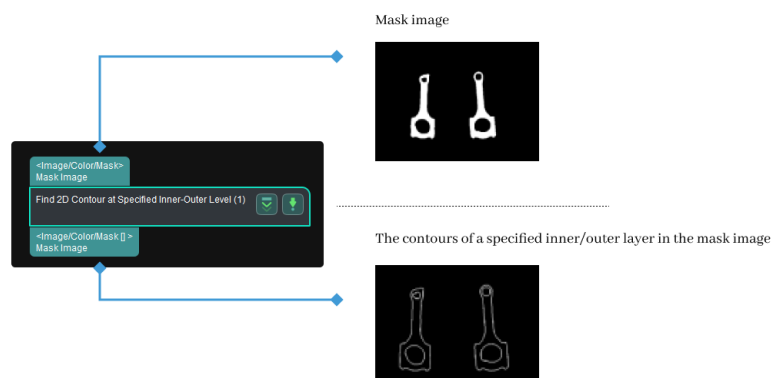 Mask image
<Image/Color/Mask>
Mask Image
Find 2D Contour at Specified Inner-Outer Level (1)
<Image/Color/Mask [] >
Mask Image
The contours of a specified inner/outer layer in the mask image